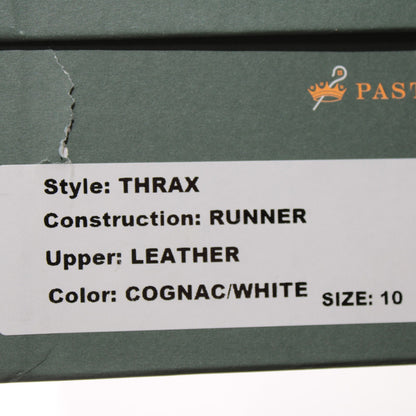 PAST
Style: THRAX
Construction: RUNNER
Upper: LEATHER
Color: COGNAC/WHITE SIZE: 10